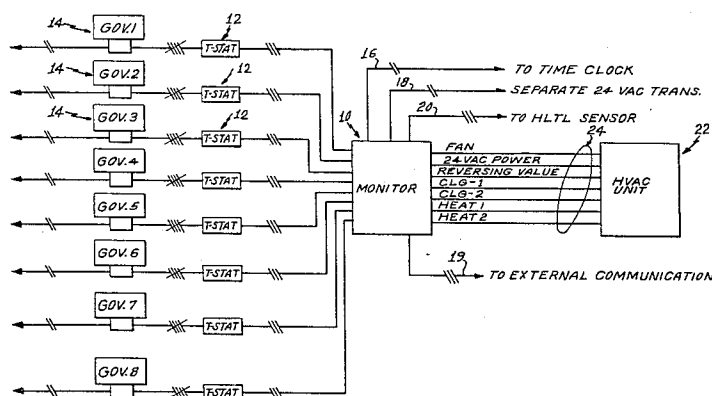 14 GOV.1 12 T-STAT
14 GOV.2 12 T-STAT
14 GOV.3 12 T-STAT
GOV.4 T-STAT
GOV.5 T-STAT
GOV.6 T-STAT
GOV.7 T-STAT
GOV.8 T-STAT
10 MONITOR
16 TO TIME CLOCK
18 SEPARATE 24 VAC TRANS.
20 TO HLTL SENSOR
24 22
FAN
24VAC POWER
REVERSING VALUE
CLG-1
CLG-2
HEAT 1
HEAT 2
HVAC
UNIT
19 TO EXTERNAL COMMUNICATION